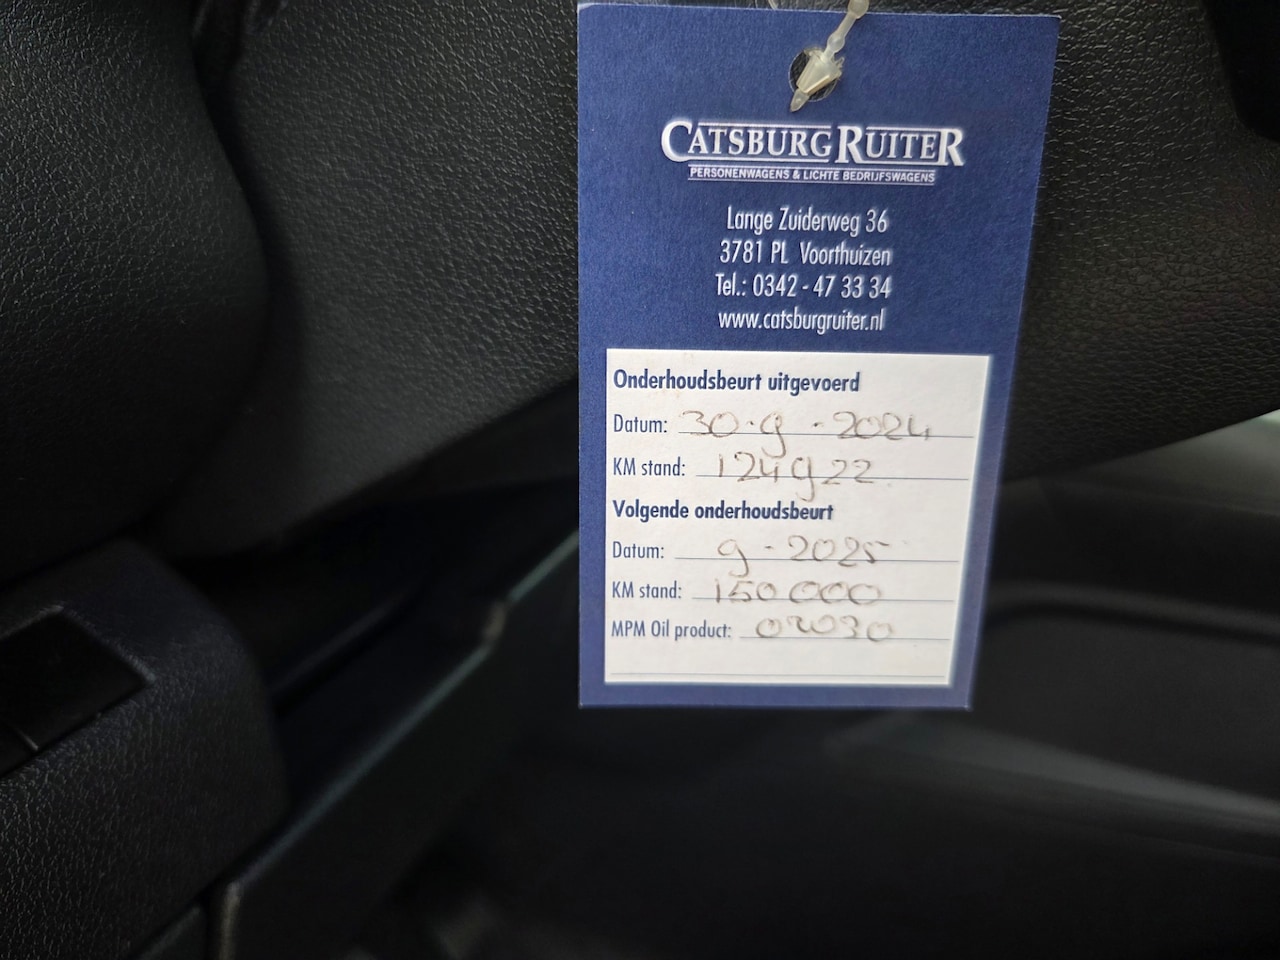 CATSBURG RUITER
PERSONENWAGENS & LICHTE BEDRIJFSWAGENS
Lange Zuiderweg 36
3781 PL Voorthuizen
Tel.: 0342 - 47 33 34
www.catsburgruiter.nl
Onderhoudsbeurt uitgevoerd
Datum: 30-9-2024
KM stand: 124922
Volgende onderhoudsbeurt
Datum: 9-2025
KM stand: 150000
MPM Oil product: